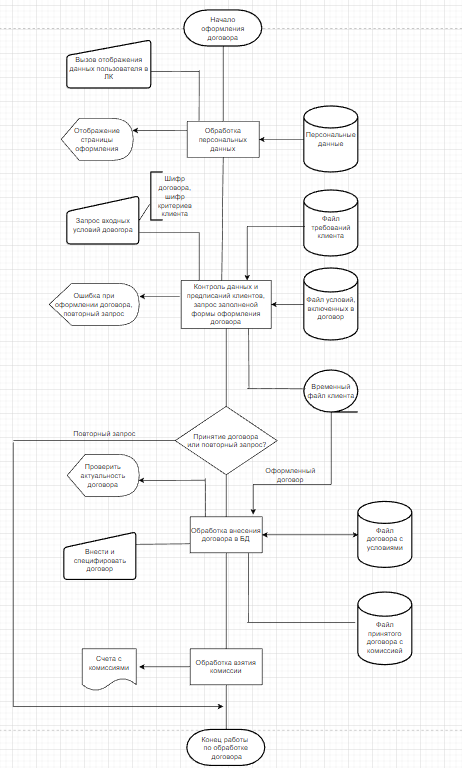 Начало
оформления
договора
Вызов отображения
данных пользователя в
ЛК
Отображение
страницы
оформления
Обработка
персональных
данных
Персональные
данные
Шифр
договора,
шифр
критериев
клиента
Запрос входных
условий довогора
Файл
требований
клиента
Ошибка при
оформлении договора,
повторный запрос
Контроль данных и
предписаний клиентов,
запрос заполненой
формы оформления
договора
Файл условий,
включенных в
договор
Временный
файл клиента
Повторный запрос
Принятие договора
или повторный запрос?
Проверить
актуальность
договора
Оформленный
договор
Обработка внесения
договора в БД
Файл
договора с
условиями
Внести и
специфировать
договор
Файл
принятого
договора с
комиссией
Счета с
комиссиями
Обработка взятия
комиссии
Конец работы
по обработке
договора